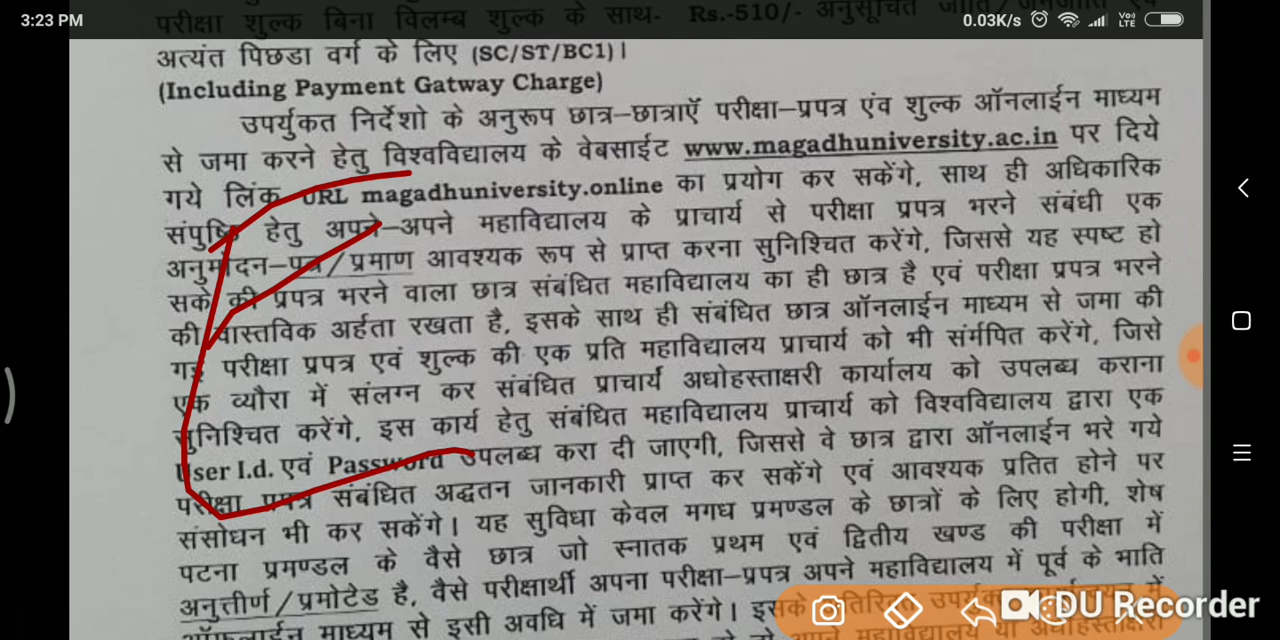 3:23 PM
0.03K/s
VoD LTE
परीक्षा शुल्क बिना विलम्ब शुल्क के साथ- Rs.-510/- अनुसूचित
अत्यंत पिछडा वर्ग के लिए (SC/ST/BC1)।
(Including Payment Gatway Charge)
उपर्युकत निर्देशो के अनुरूप छात्र-छात्राऍ परीक्षा-प्रपत्र एंव शुल्क ऑनलाईन माध्यम
से जमा करने हेतु विश्वविद्यालय के वेबसाईट www.magadhuniversity.ac.in पर दिये
गये लिंक URL magadhuniversity.online का प्रयोग कर सकेंगे, साथ ही अधिकारिक
संपुष्टि हेतु अपने-अपने महाविद्यालय के प्राचार्य से परीक्षा प्रपत्र भरने संबंधी एक
अनुमोदन-पत्र/प्रमाण आवश्यक रूप से प्राप्त करना सुनिश्चित करेंगे, जिससे यह स्पष्ट हो
सके की प्रपत्र भरने वाला छात्र संबंधित महाविद्यालय का ही छात्र है एवं परीक्षा प्रपत्र भरने
की वास्तविक अर्हता रखता है, इसके साथ ही संबंधित छात्र ऑनलाईन माध्यम से जमा की
गई परीक्षा प्रपत्र एवं शुल्क की एक प्रति महाविद्यालय प्राचार्य को भी संर्मपित करेंगे, जिसे
एक व्यौरा में संलग्न कर संबंधित प्राचार्य अधोहस्ताक्षरी कार्यालय को उपलब्ध कराना
सुनिश्चित करेंगे, इस कार्य हेतु संबंधित महाविद्यालय प्राचार्य को विश्वविद्यालय द्वारा एक
User I.d. एवं Password उपलब्ध करा दी जाएगी, जिससे वे छात्र द्वारा ऑनलाईन भरे गये
परीक्षा प्रपत्र संबंधित अद्धतन जानकारी प्राप्त कर सकेंगे एवं आवश्यक प्रतित होने पर
संसोधन भी कर सकेंगे। यह सुविधा केवल मगध प्रमण्डल के छात्रों के लिए होगी, शेष
पटना प्रमण्डल के वैसे छात्र जो स्नातक प्रथम एवं द्वितीय खण्ड की परीक्षा में
अनुत्तीर्ण/प्रमोटेड है, वैसे परीक्षार्थी अपना परीक्षा-प्रपत्र अपने महाविद्यालय में पूर्व के भाति
ऑफलाईन माध्यम से इसी अवधि में जमा करेंगे।
DU Recorder